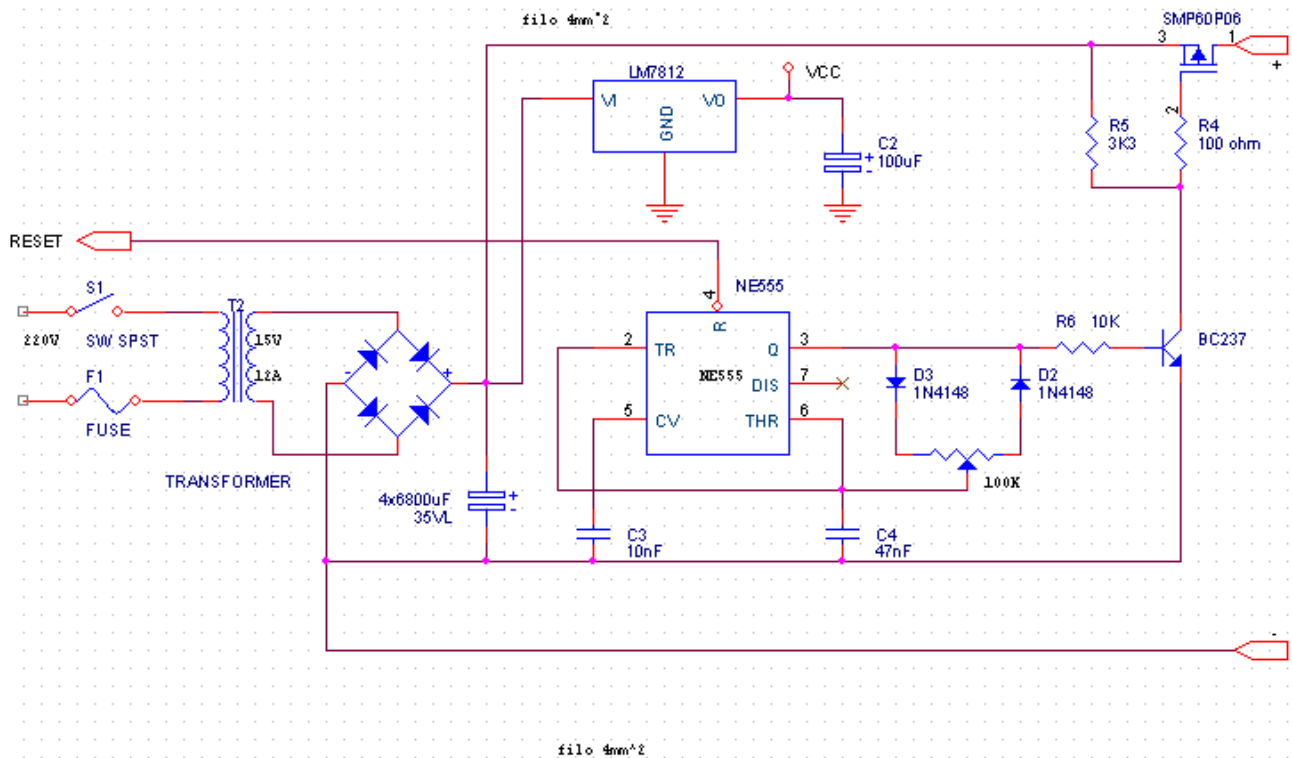 filo 4mm^2
SMP60P06
3
1
+
LM7812
VI
VO
GND
VCC
C2
100uF
+
-
R5
3K3
2
R4
100 ohm
RESET
S1
220V
SW SPST
F1
FUSE
T2
15V
12A
TRANSFORMER
-
+
4x6800uF
35VL
+
-
4
NE555
R
2
TR
Q
3
NE555
DIS
7
5
CV
THR
6
D3
1N4148
D2
1N4148
R6
10K
BC237
100K
C3
10nF
C4
47nF
-
filo 4mm^2